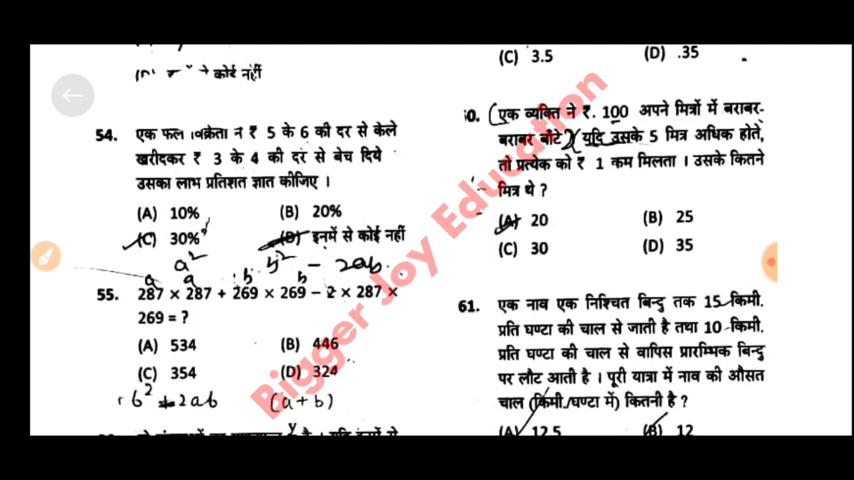 कोई नहीं
54. एक फल विक्रेता ने ₹ 5 के 6 की दर से केले
खरीदकर ₹ 3 के 4 की दर से बेच दिये
उसका लाभ प्रतिशत ज्ञात कीजिए ।
(A) 10% (B) 20%
(C) 30% (D) इनमें से कोई नहीं
a² b² - 2ab
a a b b
55. 287 × 287 + 269 × 269 – 2 × 287 ×
269 = ?
(A) 534 (B) 446
(C) 354 (D) 324
b² 2ab (a + b)
(C) 3.5 (D) .35
60. एक व्यक्ति ने ₹. 100 अपने मित्रों में बराबर-
बराबर बाँटे यदि उसके 5 मित्र अधिक होते,
तो प्रत्येक को ₹ 1 कम मिलता । उसके कितने
मित्र थे ?
(A) 20 (B) 25
(C) 30 (D) 35
61. एक नाव एक निश्चित बिन्दु तक 15 किमी.
प्रति घण्टा की चाल से जाती है तथा 10 किमी.
प्रति घण्टा की चाल से वापिस प्रारम्भिक बिन्दु
पर लौट आती है । पूरी यात्रा में नाव की औसत
चाल (किमी./घण्टा में) कितनी है ?
(A) 12.5 (B) 12
Bigger Joy Education